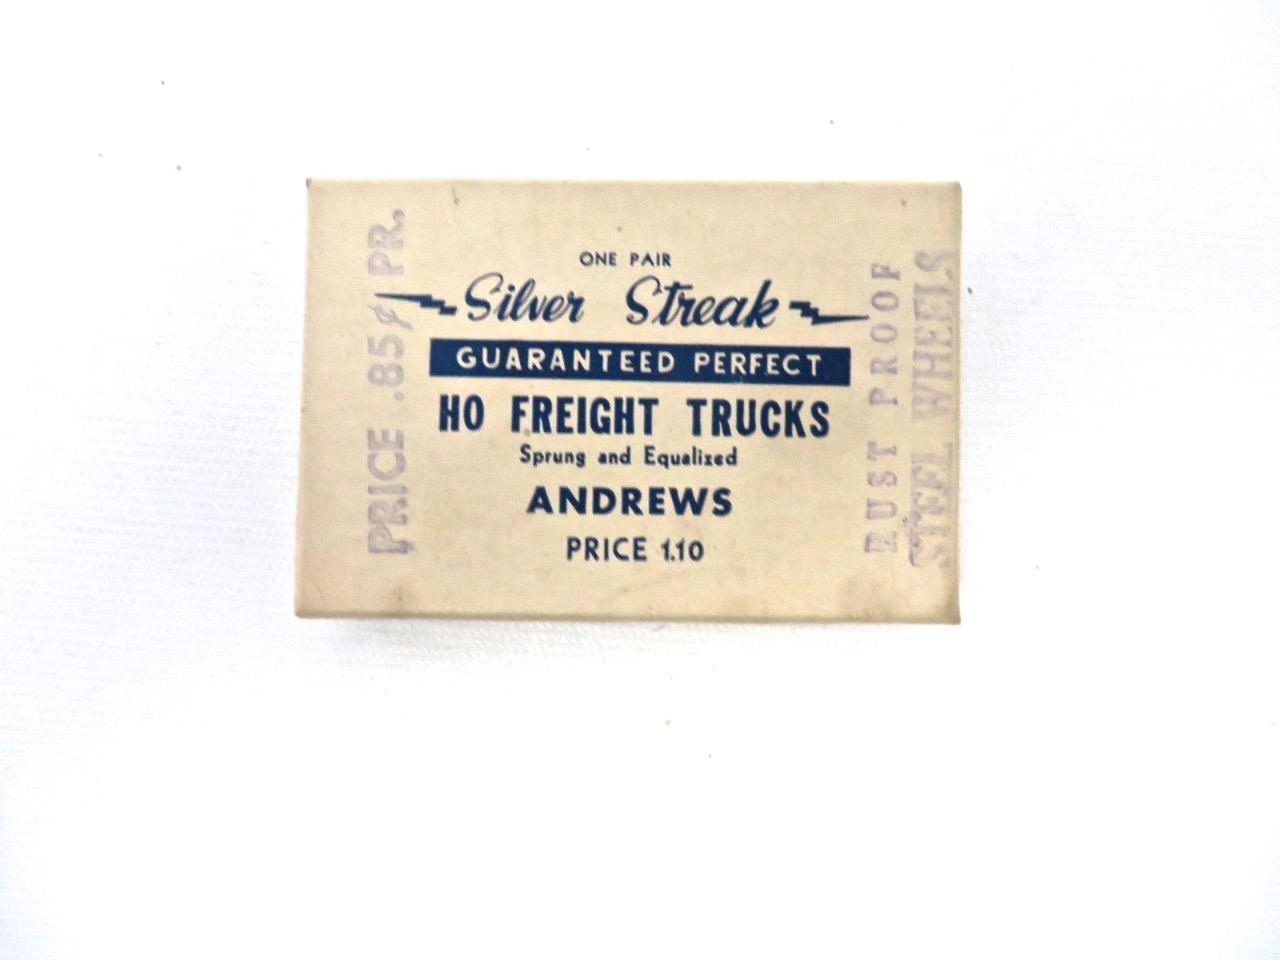 ONE PAIR
Silver Streak
GUARANTEED PERFECT
HO FREIGHT TRUCKS
Sprung and Equalized
ANDREWS
PRICE 1.10
PRICE .85¢ PR.
RUST PROOF
STEEL WHEELS